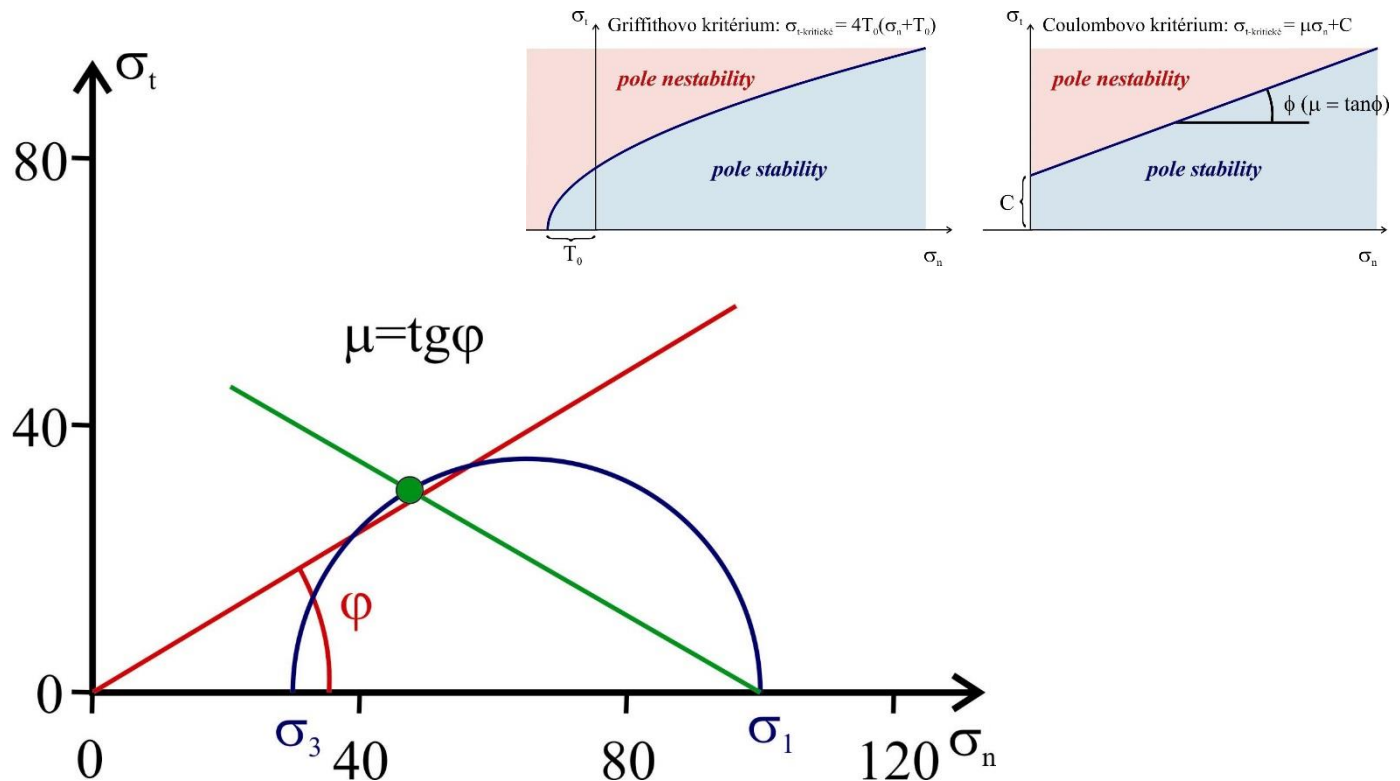 σt
Griffithovo kritérium: σt-kritické = 4T0(σn+T0)
pole nestability
pole stability
T0
σn
σt
Coulombovo kritérium: σt-kritické = μσn+C
pole nestability
ϕ (μ = tanϕ)
pole stability
C
σn
σt
80
μ=tgφ
40
φ
0
0
σ3
40
80
σ1
120
σn